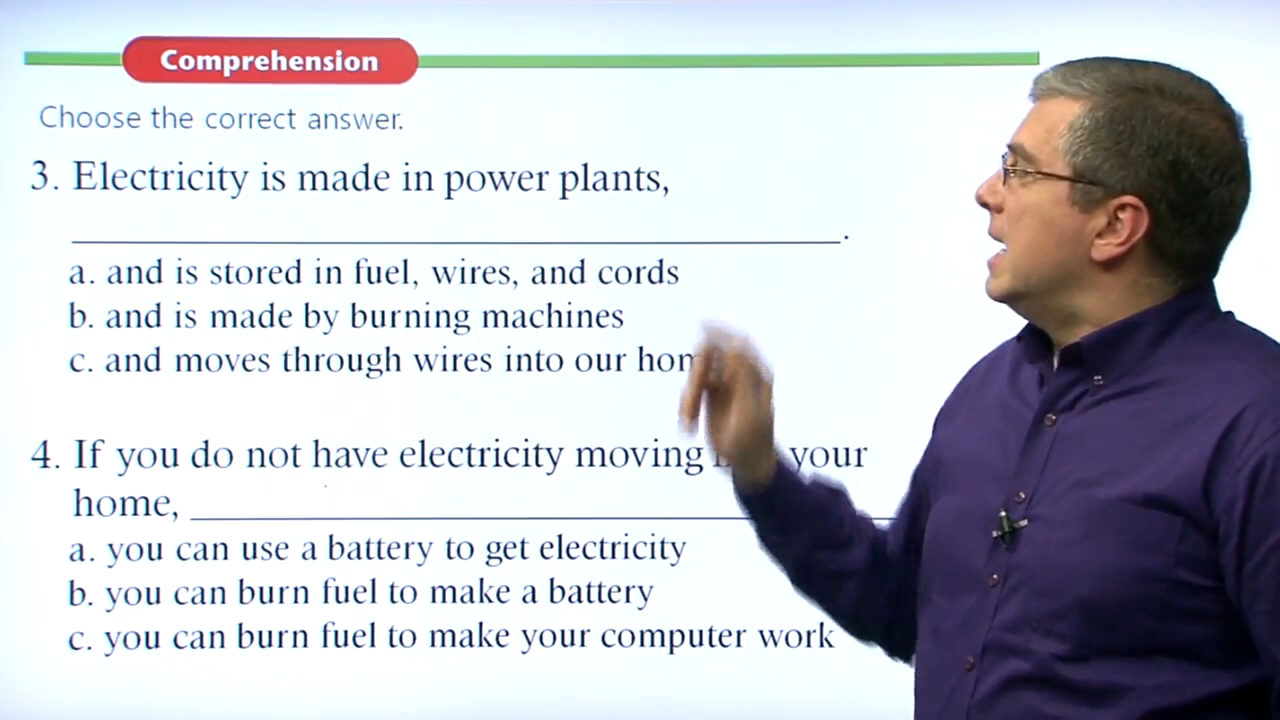 Comprehension
Choose the correct answer.
3. Electricity is made in power plants,
.
a. and is stored in fuel, wires, and cords
b. and is made by burning machines
c. and moves through wires into our
4. If you do not have electricity moving your
home,
a. you can use a battery to get electricity
b. you can burn fuel to make a battery
c. you can burn fuel to make your computer work